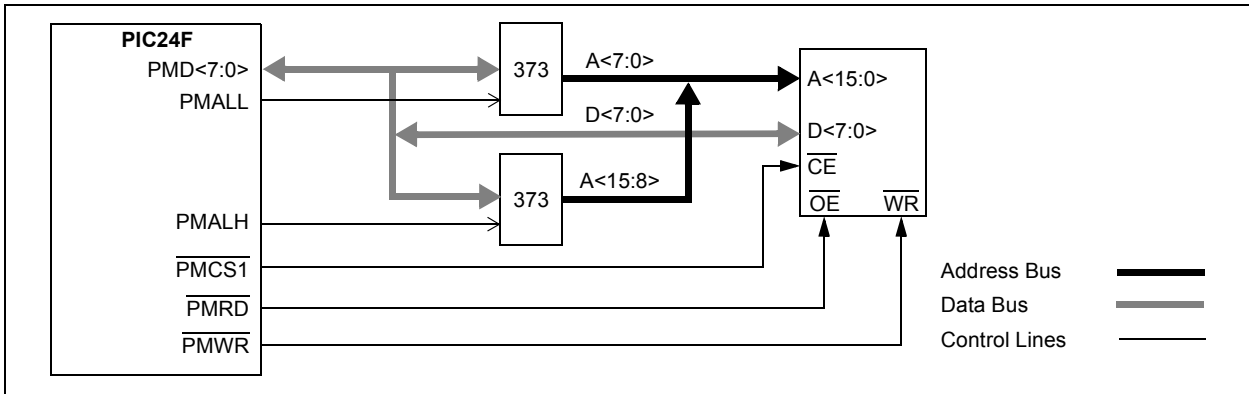 PIC24F
PMD<7:0>
PMALL
PMALH
PMCS1
PMRD
PMWR
373
A<7:0>
D<7:0>
373
A<15:8>
A<15:0>
D<7:0>
CE
OE WR
Address Bus
Data Bus
Control Lines